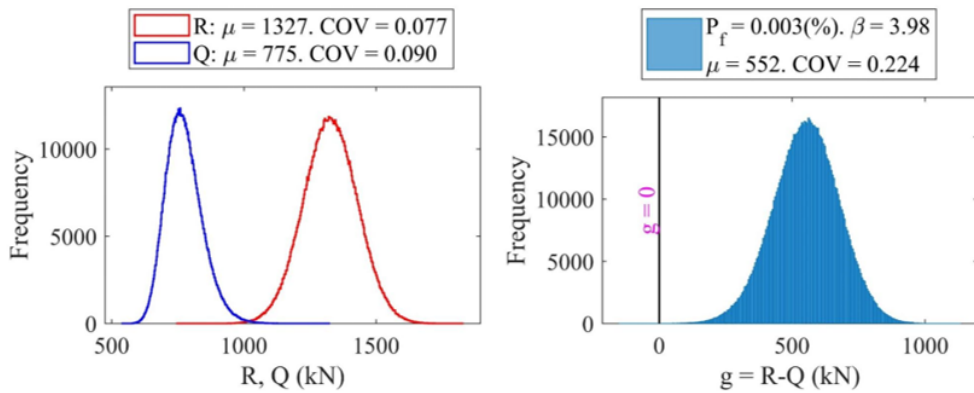 R: μ = 1327. COV = 0.077
Q: μ = 775. COV = 0.090
Frequency
10000
5000
0
500
1000
1500
R, Q (kN)
P_f = 0.003(%). β = 3.98
μ = 552. COV = 0.224
Frequency
15000
10000
5000
0
g = 0
0
500
1000
g = R-Q (kN)